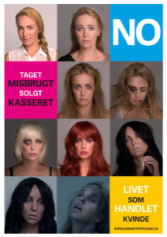 NO
TAGET
MISBRUGT
SOLGT
KASSERET
LIVET
SOM
HANDLET
KVINDE